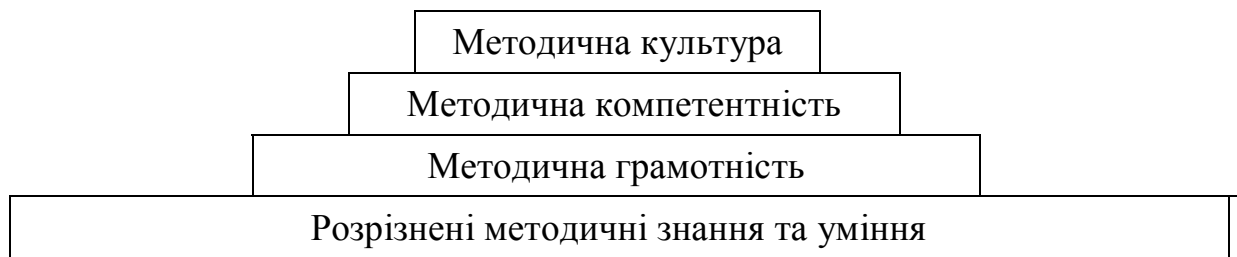 Методична культура
Методична компетентність
Методична грамотність
Розрізнені методичні знання та уміння